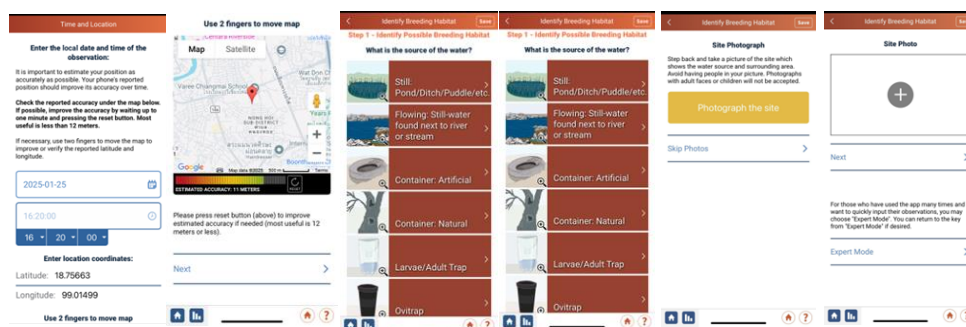 Time and Location
Enter the local date and time of the
observation:
It is important to estimate your position as
accurately as possible. Your phone's reported
position should improve its accuracy over time.
Check the reported accuracy under the map below.
If possible, improve the accuracy by waiting up to
one minute and pressing the reset button. Most
useful is less than 12 meters.
If necessary, use two fingers to move the map to
improve or verify the reported latitude and
longitude.
2025-01-25
16:20:00
16 20 00
Enter location coordinates:
Latitude: 18.75663
Longitude: 99.01499
Use 2 fingers to move map
Use 2 fingers to move map
Map Satellite
Varee Chiangmai School
NONG HOI
SUB DISTRICT
Google
Map data ©2025 500 m Terms
ESTIMATED ACCURACY: 11 METERS
RESET
Please press reset button (above) to improve
estimated accuracy if needed (most useful is 12
meters or less).
Next
Identify Breeding Habitat Save
Step 1 - Identify Possible Breeding Habitat
What is the source of the water?
Still:
Pond/Ditch/Puddle/etc.
Flowing: Still-water
found next to river
or stream
Container: Artificial
Container: Natural
Larvae/Adult Trap
Ovitrap
Identify Breeding Habitat Save
Step 1 - Identify Possible Breeding Habitat
What is the source of the water?
Still:
Pond/Ditch/Puddle/etc.
Flowing: Still-water
found next to river
or stream
Container: Artificial
Container: Natural
Larvae/Adult Trap
Ovitrap
Identify Breeding Habitat Save
Site Photograph
Step back and take a picture of the site which
shows the water source and surrounding area.
Avoid having people in your picture. Photographs
with adult faces or children will not be accepted.
Photograph the site
Skip Photos
Identify Breeding Habitat Save
Site Photo
Next
For those who have used the app many times and
want to quickly input their observations, you may
choose "Expert Mode". You can return to the key
from "Expert Mode" if desired.
Expert Mode